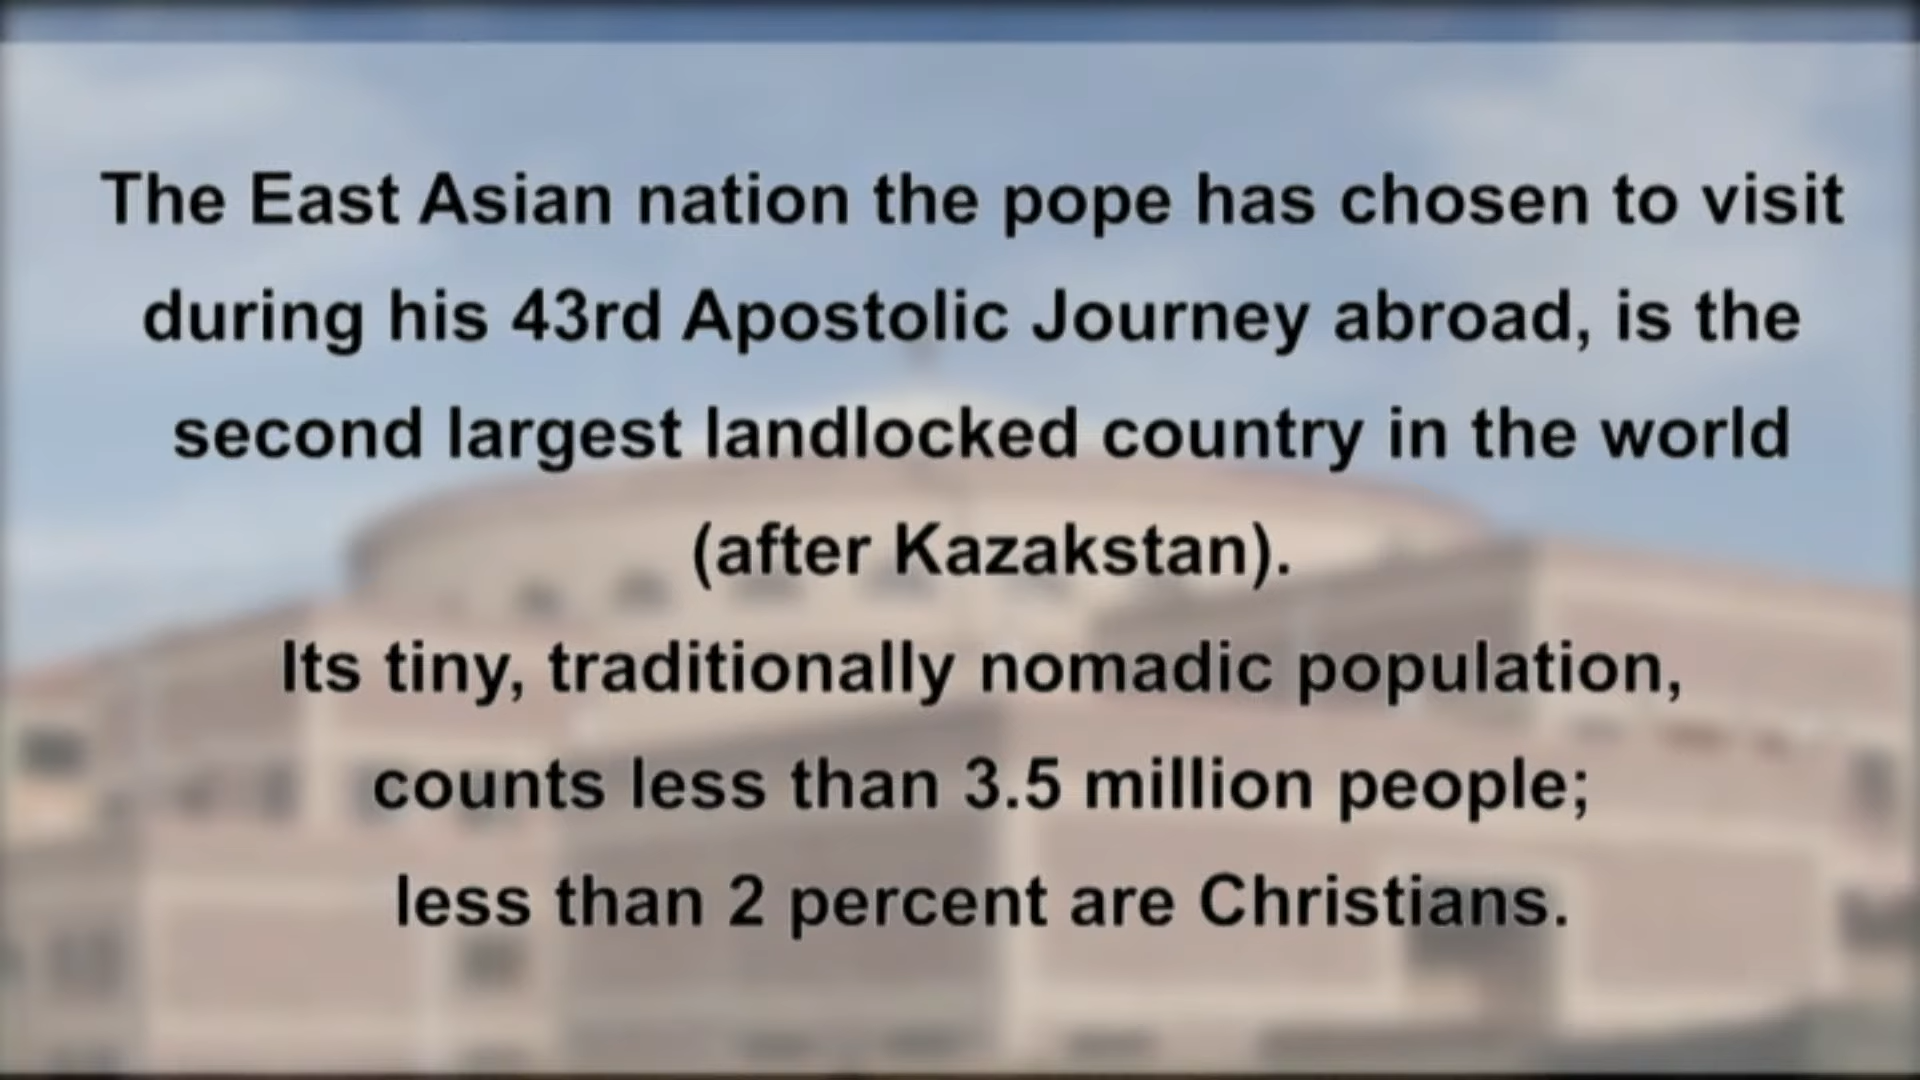 The East Asian nation the pope has chosen to visit
during his 43rd Apostolic Journey abroad, is the
second largest landlocked country in the world
(after Kazakstan).
Its tiny, traditionally nomadic population,
counts less than 3.5 million people;
less than 2 percent are Christians.